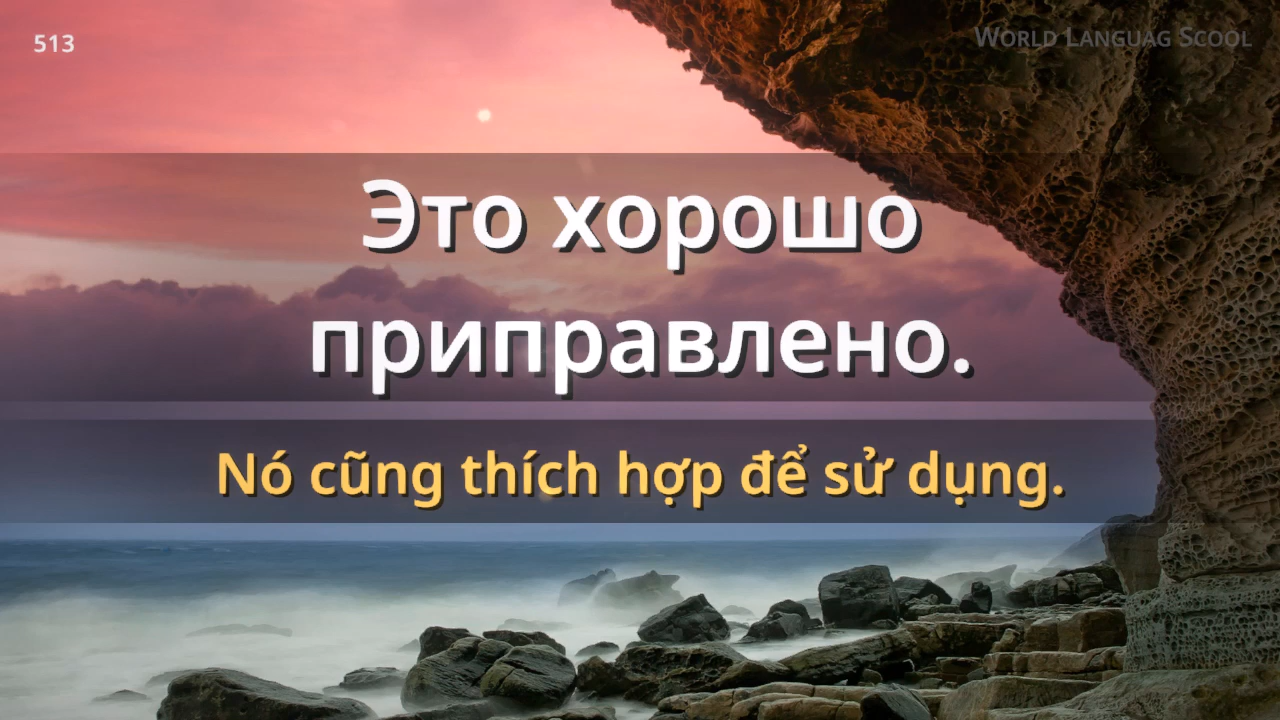 513
World Languag Scool
Это хорошо
приправлено.
Nó cũng thích hợp để sử dụng.